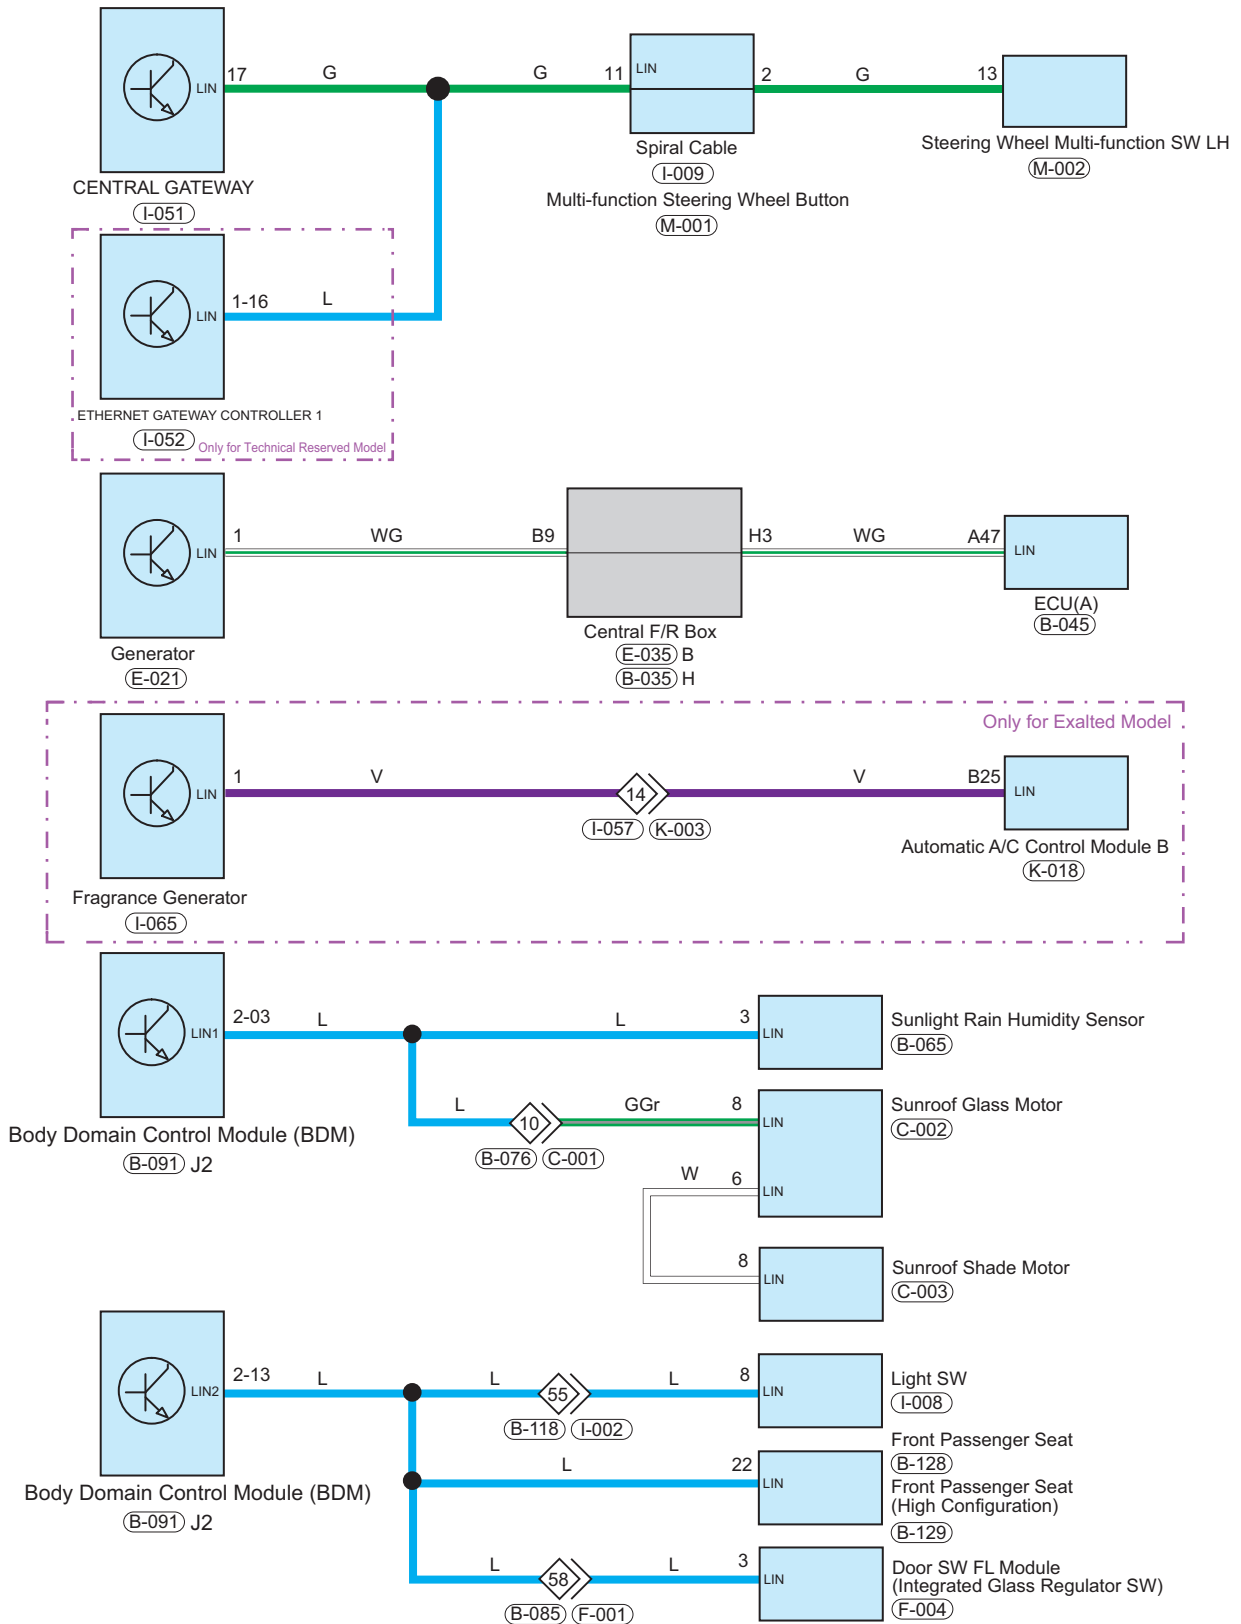 17 G G 11 LIN 2 G 13
LIN
Spiral Cable
I-009
Multi-function Steering Wheel Button
M-001
Steering Wheel Multi-function SW LH
M-002
CENTRAL GATEWAY
I-051
LIN 1-16 L
ETHERNET GATEWAY CONTROLLER 1
I-052 Only for Technical Reserved Model
LIN 1 WG B9 H3 WG A47 LIN
Generator
E-021
Central F/R Box
E-035 B
B-035 H
ECU(A)
B-045
Only for Exalted Model
LIN 1 V 14 V B25 LIN
I-057 K-003
Fragrance Generator
I-065
Automatic A/C Control Module B
K-018
LIN1 2-03 L L 3 LIN
Sunlight Rain Humidity Sensor
B-065
L 10 GGr 8 LIN
B-076 C-001
Sunroof Glass Motor
C-002
W 6 LIN
Body Domain Control Module (BDM)
B-091 J2
8 LIN
Sunroof Shade Motor
C-003
LIN2 2-13 L L 55 L 8 LIN
B-118 I-002
Light SW
I-008
L 22 LIN
Front Passenger Seat
B-128
Front Passenger Seat
(High Configuration)
B-129
Body Domain Control Module (BDM)
B-091 J2
L 58 L 3 LIN
B-085 F-001
Door SW FL Module
(Integrated Glass Regulator SW)
F-004